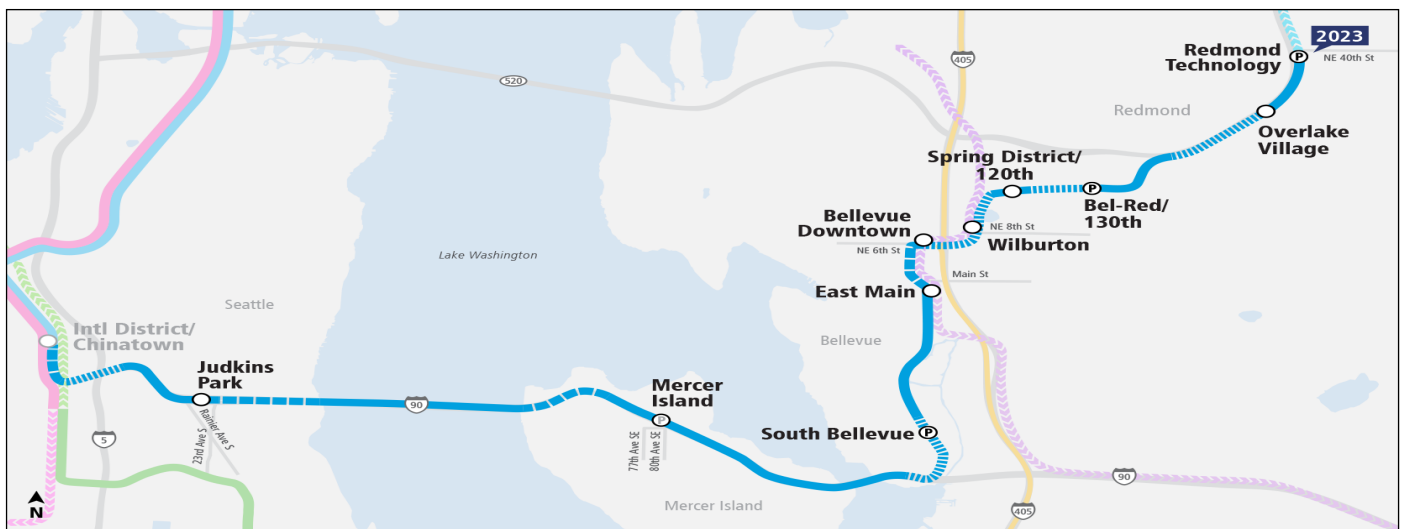 2023
Redmond
Technology
P
NE 40th St
405
520
Redmond
Overlake
Village
Spring District/
120th
P
Bel-Red/
130th
Bellevue
Downtown
NE 8th St
Wilburton
NE 6th St
Lake Washington
Main St
East Main
Seattle
Intl District/
Chinatown
Bellevue
Judkins
Park
Mercer
Island
90
P
South Bellevue
P
Rainier Ave S
23rd Ave S
5
77th Ave SE
80th Ave SE
90
Mercer Island
405
N